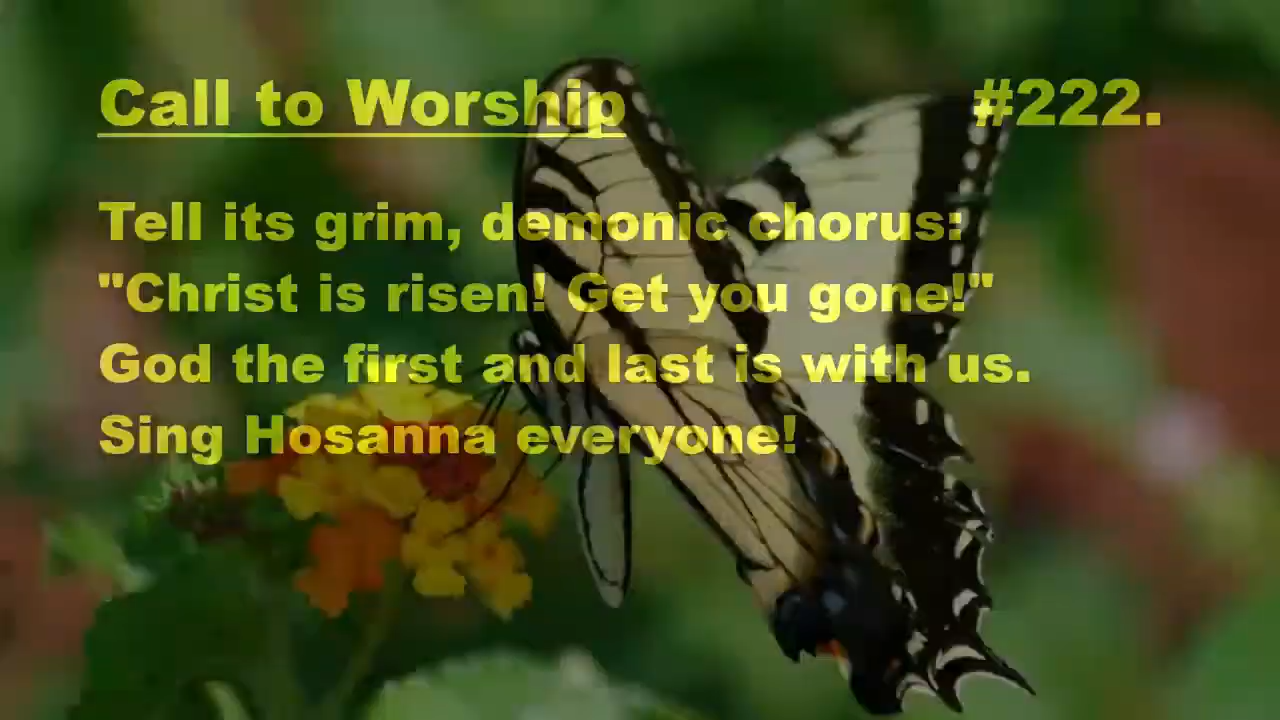 Call to Worship #222.
Tell its grim, demonic chorus:
"Christ is risen! Get you gone!"
God the first and last is with us.
Sing Hosanna everyone!